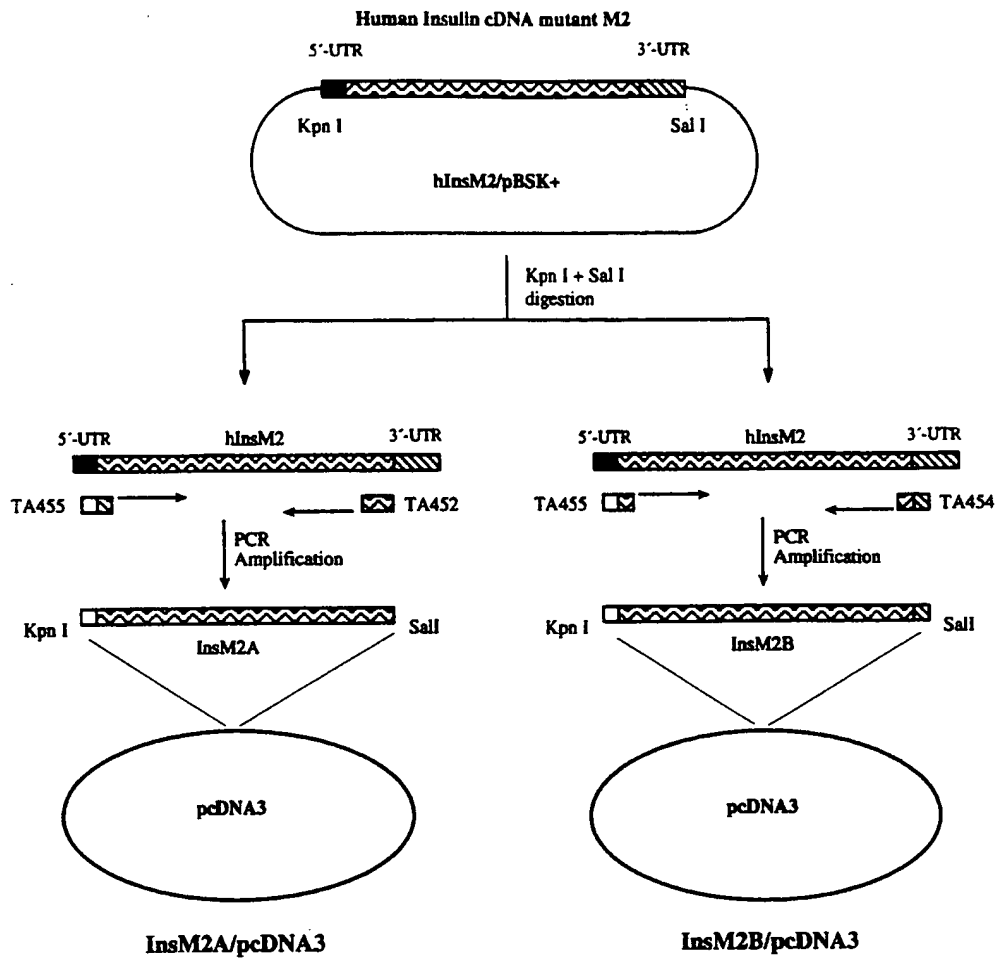 Human Insulin cDNA mutant M2
5´-UTR 3´-UTR
Kpn I Sal I
hInsM2/pBSK+
Kpn I + Sal I
digestion
5´-UTR hInsM2 3´-UTR
TA455 TA452
PCR
Amplification
Kpn I SalI
InsM2A
pcDNA3
InsM2A/pcDNA3
5´-UTR hInsM2 3´-UTR
TA455 TA454
PCR
Amplification
Kpn I SalI
InsM2B
pcDNA3
InsM2B/pcDNA3